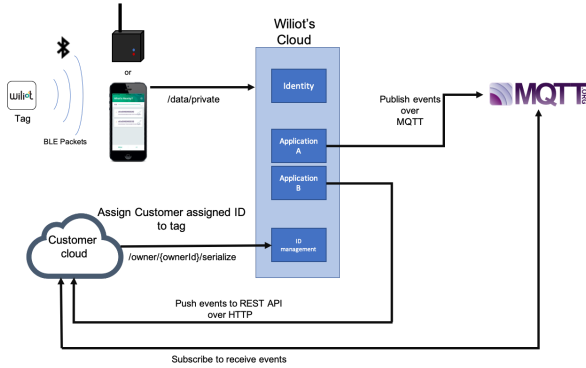 Wiliot's
Cloud
or
wiliot
Tag
BLE Packets
/data/private
Identity
Publish events
over
MQTT
MQTT
.ORG
Application
A
Application
B
Assign Customer assigned ID
to tag
Customer
cloud
/owner/{ownerId}/serialize
ID
management
Push events to REST API
over HTTP
Subscribe to receive events